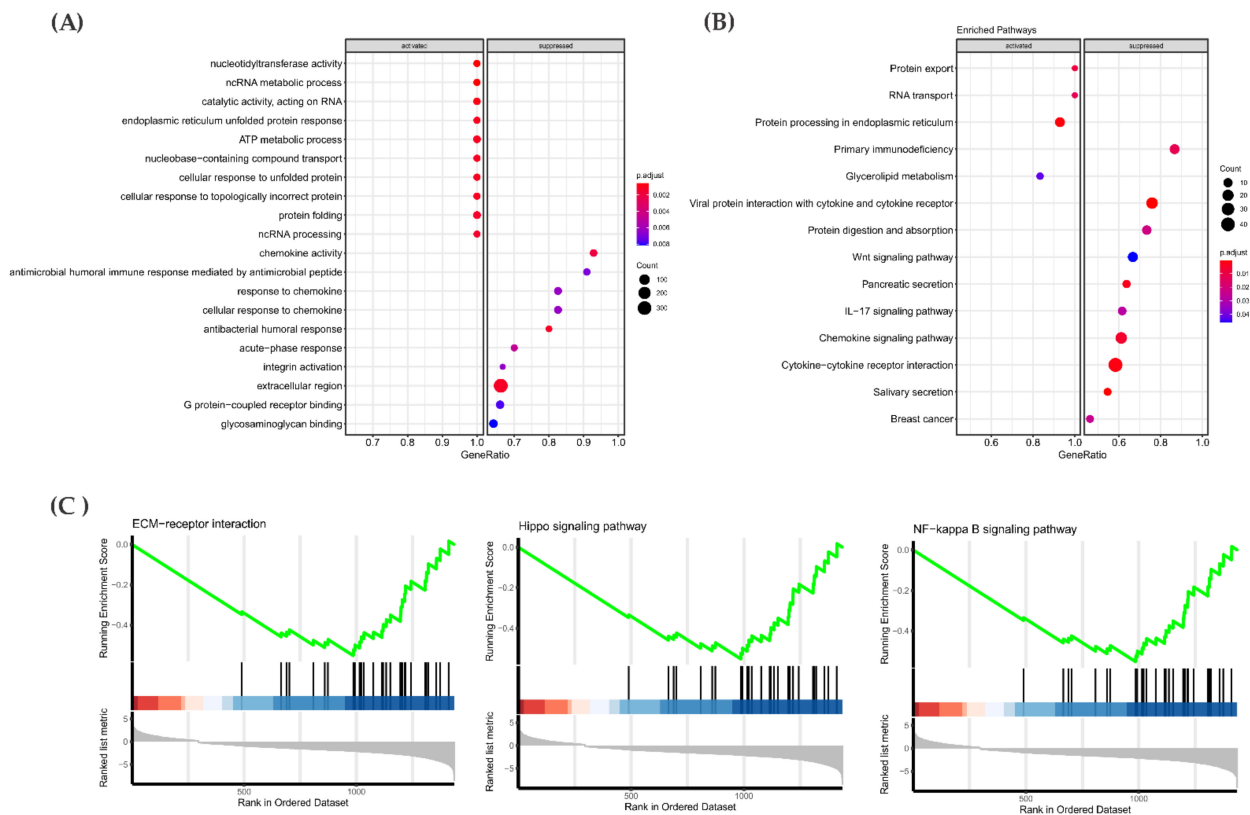 (A)
activated
suppressed
nucleotidyltransferase activity
ncRNA metabolic process
catalytic activity, acting on RNA
endoplasmic reticulum unfolded protein response
ATP metabolic process
nucleobase−containing compound transport
cellular response to unfolded protein
cellular response to topologically incorrect protein
protein folding
ncRNA processing
chemokine activity
antimicrobial humoral immune response mediated by antimicrobial peptide
response to chemokine
cellular response to chemokine
antibacterial humoral response
acute−phase response
integrin activation
extracellular region
G protein−coupled receptor binding
glycosaminoglycan binding
0.7 0.8 0.9 1.0 0.7 0.8 0.9 1.0
GeneRatio
p.adjust
0.002
0.004
0.006
0.008
Count
100
200
300
(B)
Enriched Pathways
activated
suppressed
Protein export
RNA transport
Protein processing in endoplasmic reticulum
Primary immunodeficiency
Glycerolipid metabolism
Viral protein interaction with cytokine and cytokine receptor
Protein digestion and absorption
Wnt signaling pathway
Pancreatic secretion
IL−17 signaling pathway
Chemokine signaling pathway
Cytokine−cytokine receptor interaction
Salivary secretion
Breast cancer
0.6 0.8 1.0 0.6 0.8 1.0
GeneRatio
Count
10
20
30
40
p.adjust
0.01
0.02
0.03
0.04
(C )
ECM−receptor interaction
Running Enrichment Score
0.0
−0.2
−0.4
Ranked list metric
5
0
−5
500 1000
Rank in Ordered Dataset
Hippo signaling pathway
Running Enrichment Score
0.0
−0.2
−0.4
Ranked list metric
5
0
−5
500 1000
Rank in Ordered Dataset
NF−kappa B signaling pathway
Running Enrichment Score
0.0
−0.2
−0.4
Ranked list metric
5
0
−5
500 1000
Rank in Ordered Dataset